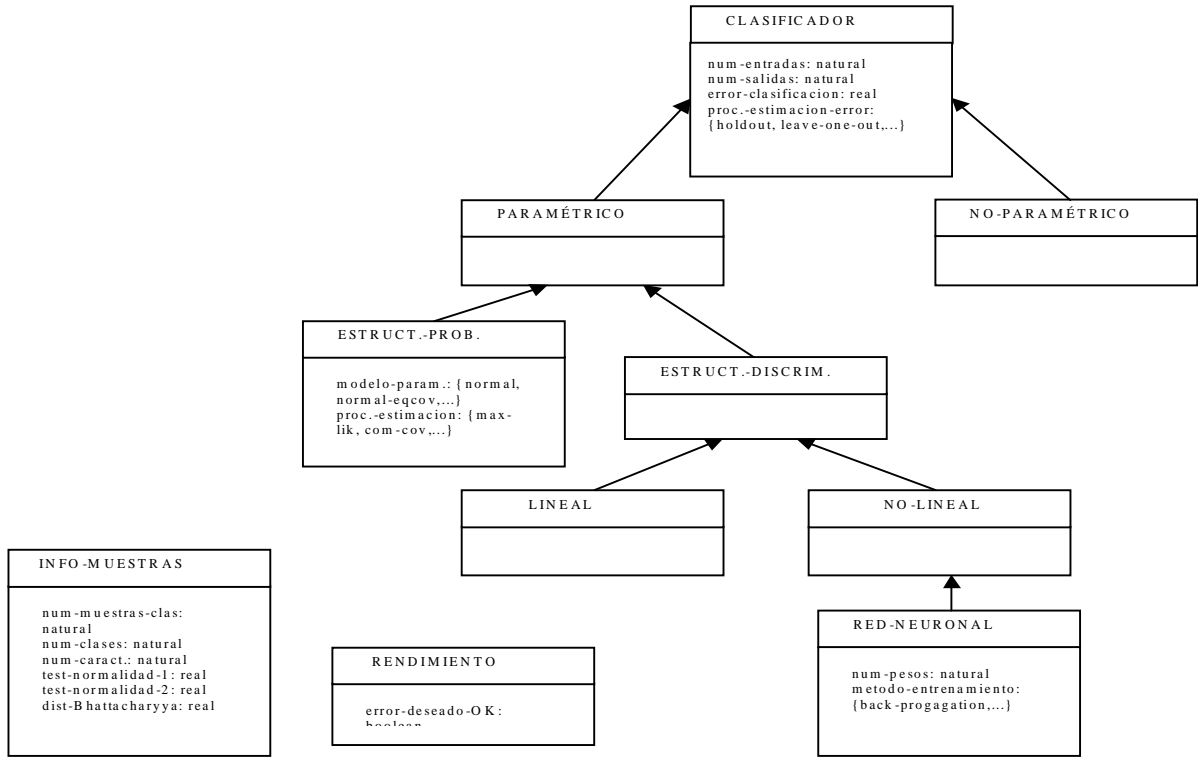 CLASIFICADOR
num-entradas: natural
num-salidas: natural
error-clasificacion: real
proc.-estimacion-error:
{holdout, leave-one-out,...}
PARAMÉTRICO
NO-PARAMÉTRICO
ESTRUCT.-PROB.
modelo-param.: {normal,
normal-eqcov,...}
proc.-estimacion: {max-
lik, com-cov,...}
ESTRUCT.-DISCRIM.
LINEAL
NO-LINEAL
INFO-MUESTRAS
num-muestras-clas:
natural
num-clases: natural
num-caract.: natural
test-normalidad-1: real
test-normalidad-2: real
dist-Bhattacharyya: real
RENDIMIENTO
error-deseado-OK:
boolean
RED-NEURONAL
num-pesos: natural
metodo-entrenamiento:
{back-progagation,...}